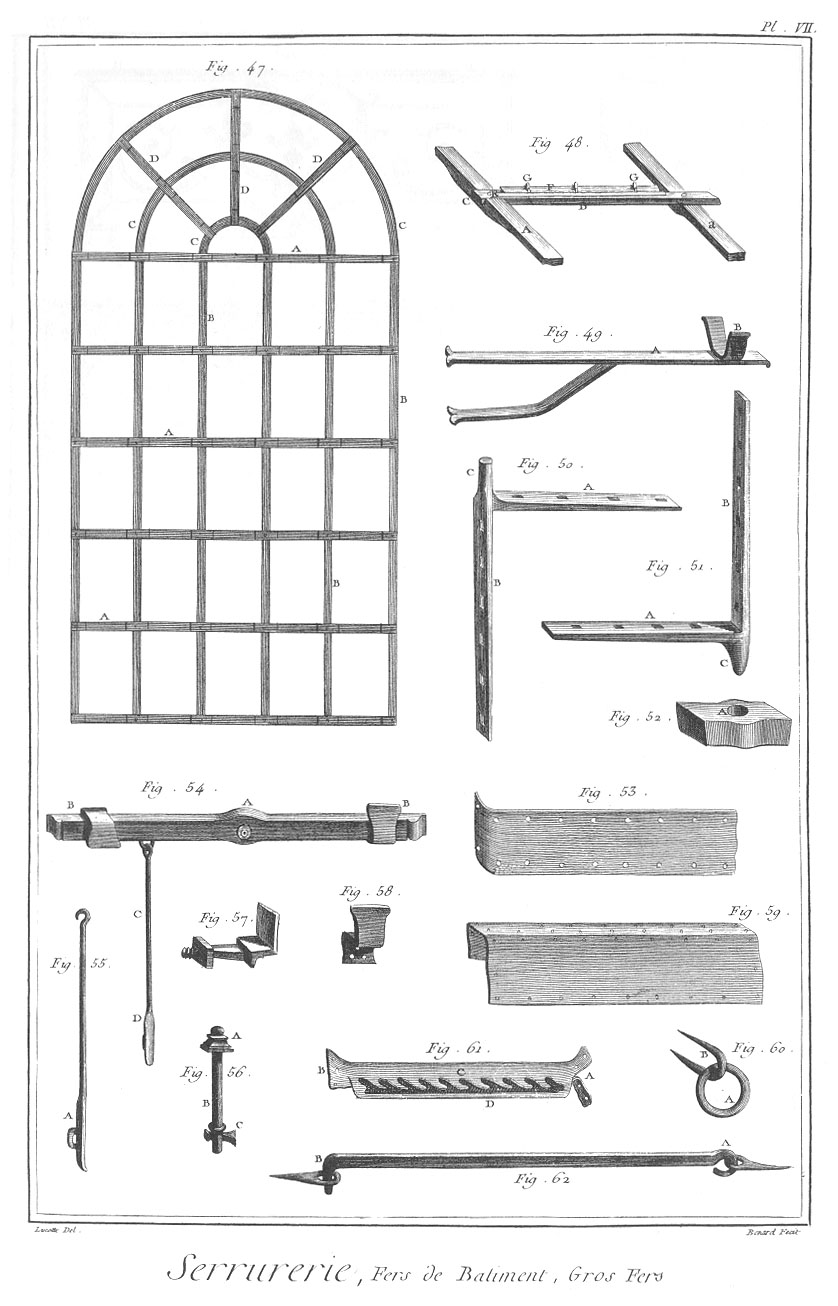 Pl. VII.
Fig. 47.
D
D
D
C
C
C
A
B
B
A
B
A
Fig 48.
G
F
G
C
B
A
a
Fig. 49.
A
B
Fig. 50.
C
A
B
Fig. 51.
B
A
C
Fig. 52.
A
Fig. 53.
Fig. 54.
B
A
B
C
D
Fig. 55.
A
Fig. 56.
A
B
C
Fig. 57.
Fig. 58.
Fig. 59.
Fig. 60.
B
A
Fig. 61.
B
C
A
D
Fig. 62
B
A
Lucotte Del.
Benard Fecit
Serrurerie, Fers de Batiment, Gros Fers